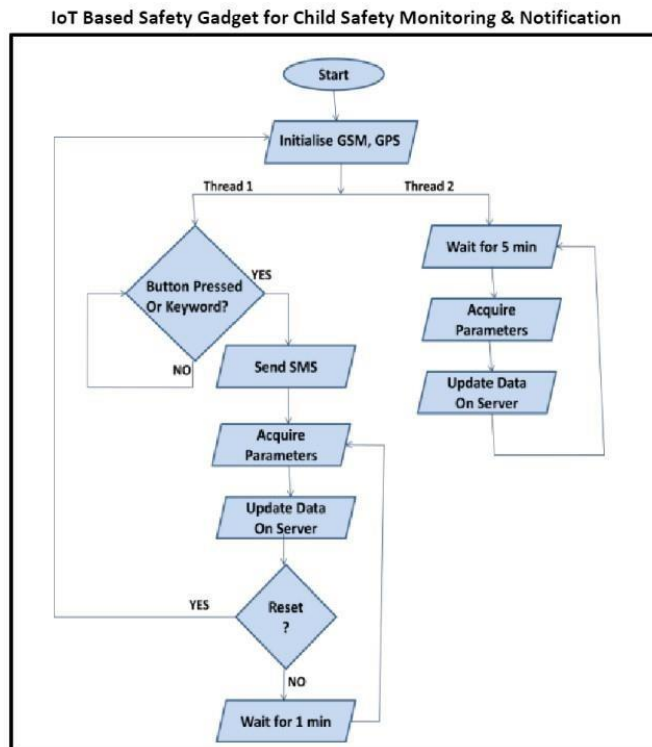 IoT Based Safety Gadget for Child Safety Monitoring & Notification
Start
Initialise GSM, GPS
Thread 1
Thread 2
Button Pressed
Or Keyword?
YES
NO
Send SMS
Acquire
Parameters
Update Data
On Server
Reset
?
YES
NO
Wait for 1 min
Wait for 5 min
Acquire
Parameters
Update Data
On Server